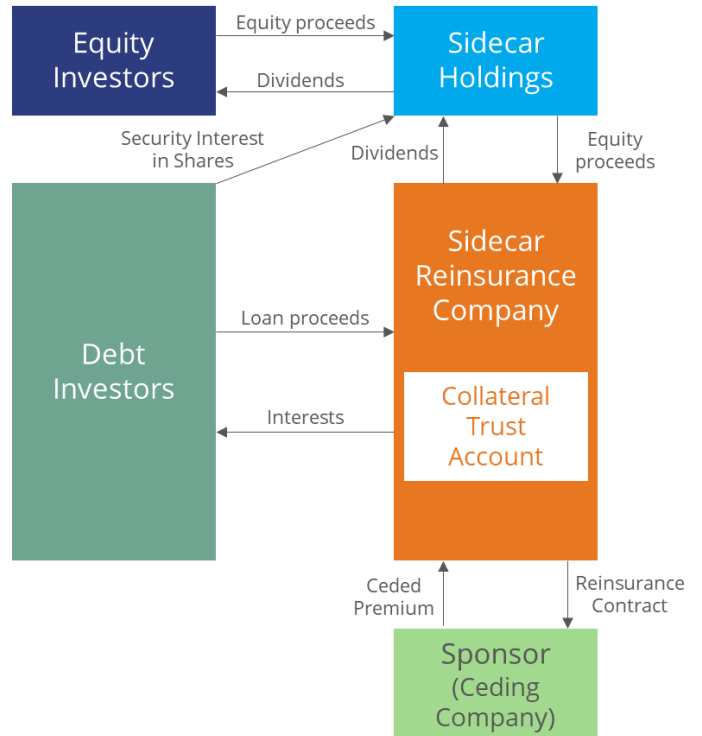 Equity
Investors
Equity proceeds
Dividends
Sidecar
Holdings
Security Interest
in Shares
Dividends
Equity
proceeds
Debt
Investors
Loan proceeds
Interests
Sidecar
Reinsurance
Company
Collateral
Trust
Account
Ceded
Premium
Reinsurance
Contract
Sponsor
(Ceding
Company)